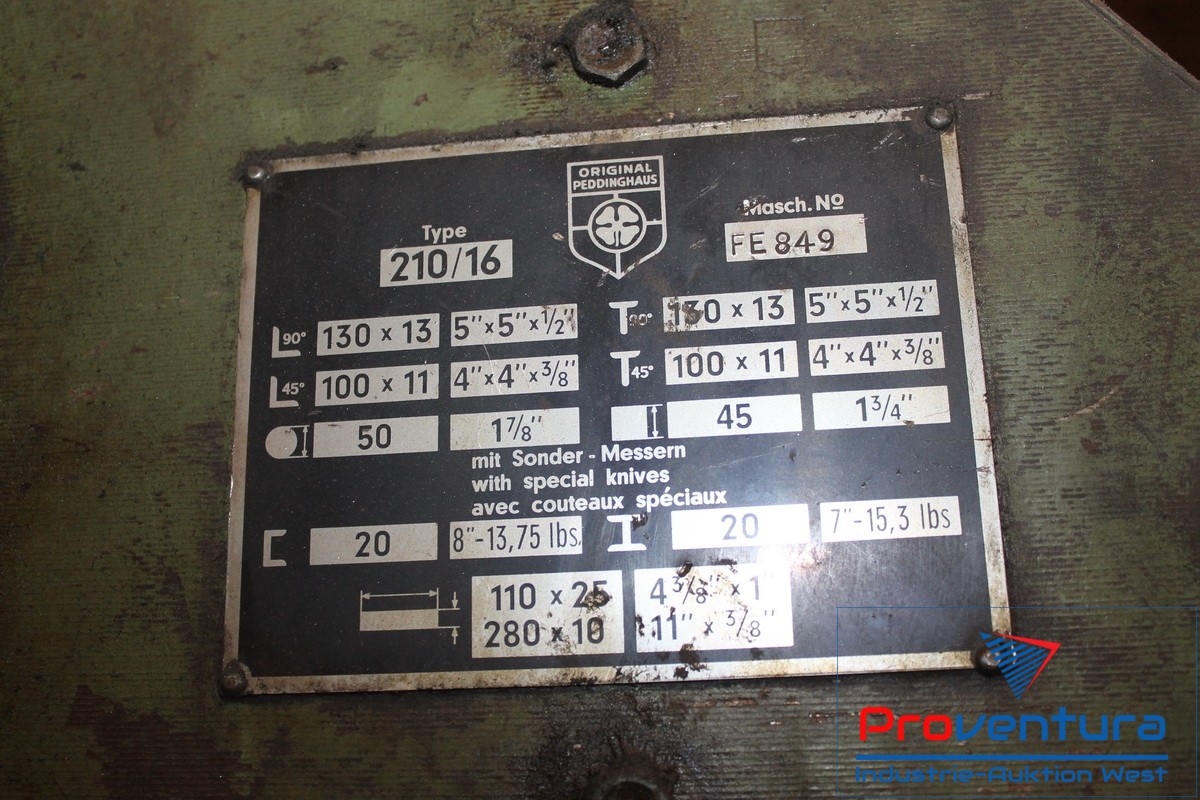 ORIGINAL
PEDDINGHAUS
Type
210/16
Masch. Nº
FE 849
90° 130 x 13 5"x5"x1/2"
90° 130 x 13 5"x5"x1/2"
45° 100 x 11 4"x4"x3/8"
45° 100 x 11 4"x4"x3/8"
50 1 7/8"
45 1 3/4"
mit Sonder-Messern
with special knives
avec couteaux spéciaux
20 8"-13,75 lbs.
20 7"-15,3 lbs
110 x 25 4 3/8" x 1"
280 x 10 11" x 3/8"
Proventura
Industrie-Auktion West